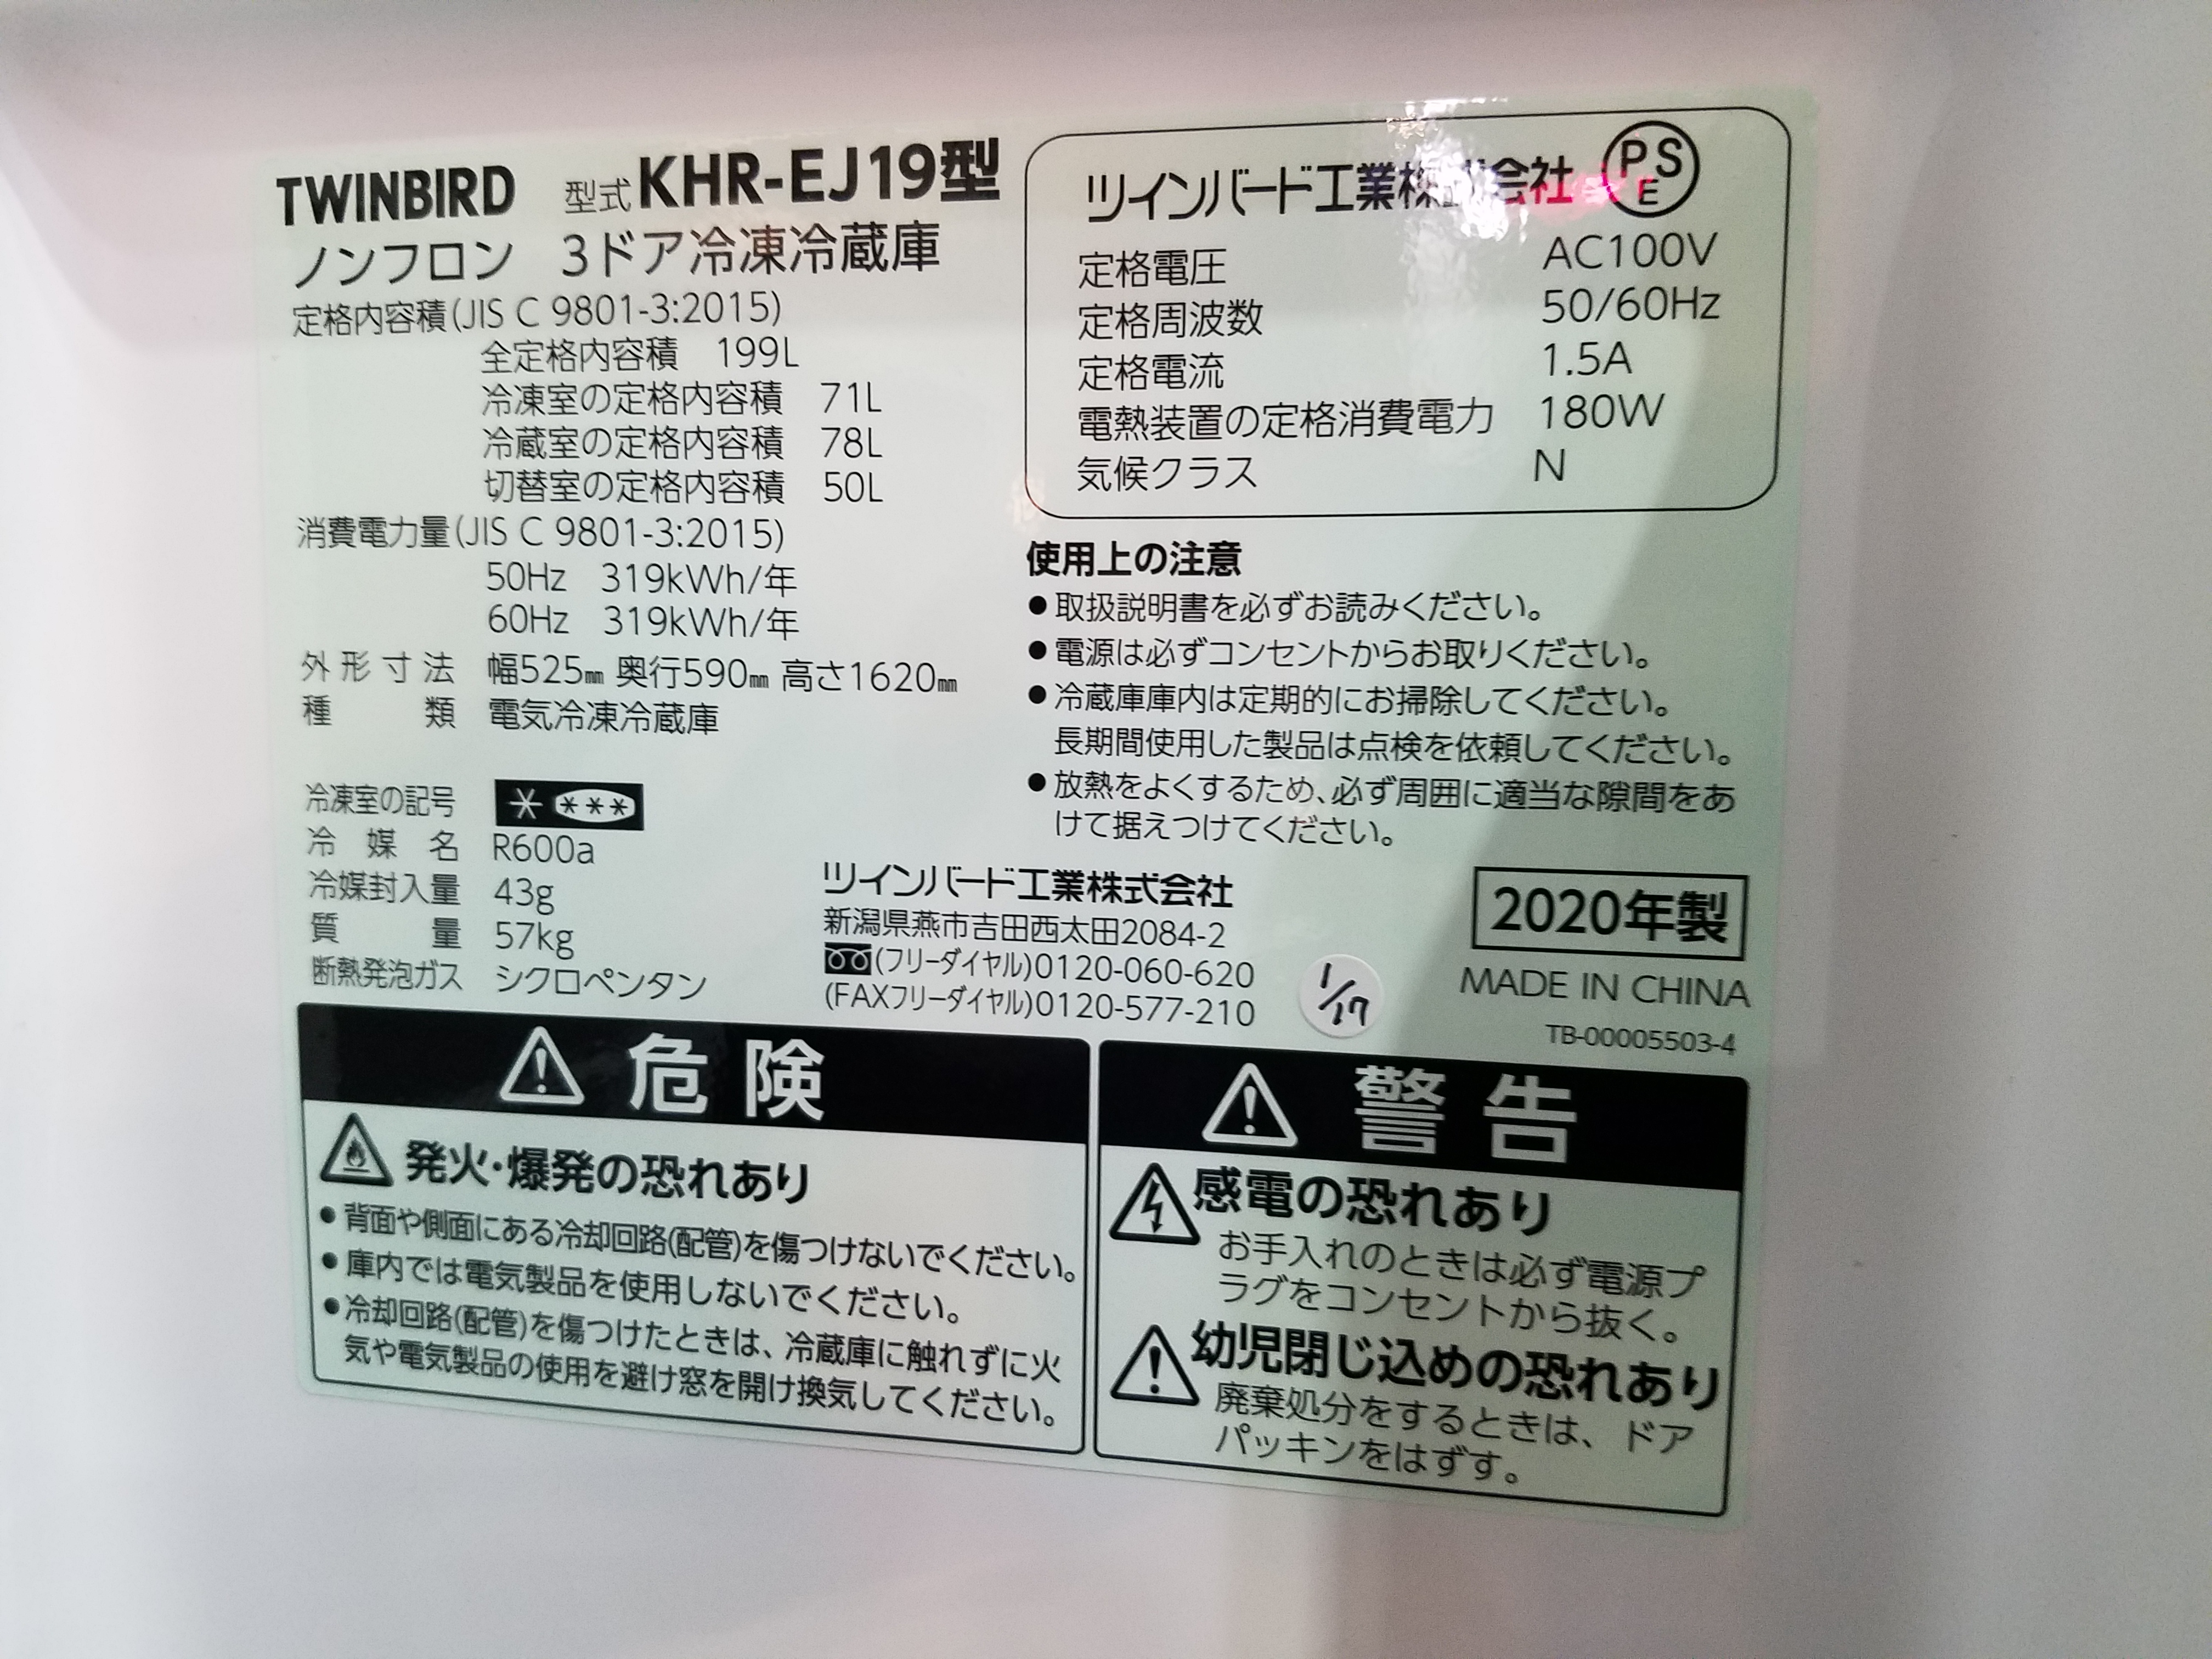 TWINBIRD 型式 KHR-EJ19型
ノンフロン 3ドア冷凍冷蔵庫
定格内容積(JIS C 9801-3:2015)
全定格内容積 199L
冷凍室の定格内容積 71L
冷蔵室の定格内容積 78L
切替室の定格内容積 50L
消費電力量(JIS C 9801-3:2015)
50Hz 319kWh/年
60Hz 319kWh/年
外形寸法 幅525㎜ 奥行590㎜ 高さ1620㎜
種類 電気冷凍冷蔵庫
冷凍室の記号 * ***
冷媒名 R600a
冷媒封入量 43g
質量 57kg
断熱発泡ガス シクロペンタン
ツインバード工業株式会社 PSE
定格電圧 AC100V
定格周波数 50/60Hz
定格電流 1.5A
電熱装置の定格消費電力 180W
気候クラス N
使用上の注意
●取扱説明書を必ずお読みください。
●電源は必ずコンセントからお取りください。
●冷蔵庫庫内は定期的にお掃除してください。
長期間使用した製品は点検を依頼してください。
●放熱をよくするため、必ず周囲に適当な隙間をあ
けて据えつけてください。
ツインバード工業株式会社
新潟県燕市吉田西太田2084-2
(フリーダイヤル)0120-060-620
(FAXフリーダイヤル)0120-577-210
1/17
2020年製
MADE IN CHINA
TB-00005503-4
危険
発火・爆発の恐れあり
●背面や側面にある冷却回路(配管)を傷つけないでください。
●庫内では電気製品を使用しないでください。
●冷却回路(配管)を傷つけたときは、冷蔵庫に触れずに火
気や電気製品の使用を避け窓を開け換気してください。
警告
感電の恐れあり
お手入れのときは必ず電源プ
ラグをコンセントから抜く。
幼児閉じ込めの恐れあり
廃棄処分をするときは、ドア
パッキンをはずす。